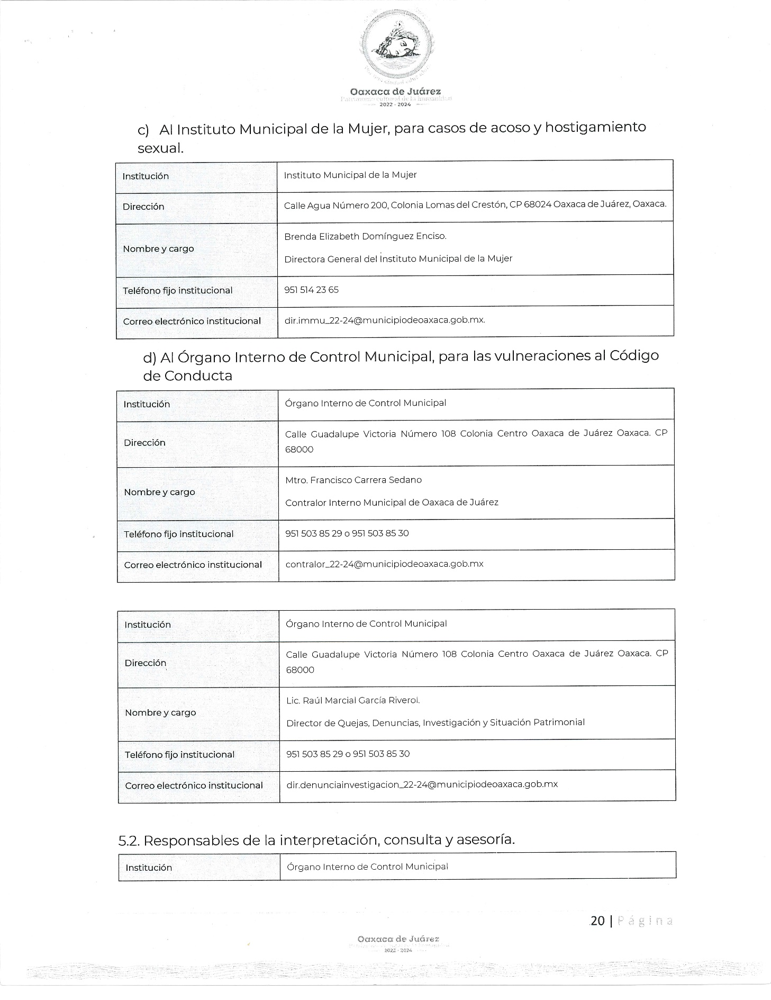 Oaxaca de Juárez
Patrimonio cultural de la humanidad
2022 - 2024
c) Al Instituto Municipal de la Mujer, para casos de acoso y hostigamiento
sexual.
Institución
Instituto Municipal de la Mujer
Dirección
Calle Agua Número 200, Colonia Lomas del Crestón, CP 68024 Oaxaca de Juárez, Oaxaca.
Nombre y cargo
Brenda Elizabeth Domínguez Enciso.
Directora General del Instituto Municipal de la Mujer
Teléfono fijo institucional
951 514 23 65
Correo electrónico institucional
dir.immu_22-24@municipiodeoaxaca.gob.mx.
d) Al Órgano Interno de Control Municipal, para las vulneraciones al Código
de Conducta
Institución
Órgano Interno de Control Municipal
Dirección
Calle Guadalupe Victoria Número 108 Colonia Centro Oaxaca de Juárez Oaxaca. CP
68000
Nombre y cargo
Mtro. Francisco Carrera Sedano
Contralor Interno Municipal de Oaxaca de Juárez
Teléfono fijo institucional
951 503 85 29 o 951 503 85 30
Correo electrónico institucional
contralor_22-24@municipiodeoaxaca.gob.mx
Institución
Órgano Interno de Control Municipal
Dirección
Calle Guadalupe Victoria Número 108 Colonia Centro Oaxaca de Juárez Oaxaca. CP
68000
Nombre y cargo
Lic. Raúl Marcial García Riverol.
Director de Quejas, Denuncias, Investigación y Situación Patrimonial
Teléfono fijo institucional
951 503 85 29 o 951 503 85 30
Correo electrónico institucional
dir.denunciainvestigacion_22-24@municipiodeoaxaca.gob.mx
5.2. Responsables de la interpretación, consulta y asesoría.
Institución
Órgano Interno de Control Municipal
20 | Página
Oaxaca de Juárez
2022 - 2024